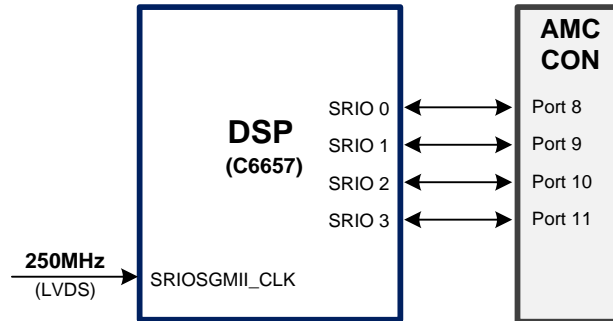 AMC
CON
DSP
(C6657)
SRIO 0
Port 8
SRIO 1
Port 9
SRIO 2
Port 10
SRIO 3
Port 11
250MHz
(LVDS)
SRIOSGMII_CLK